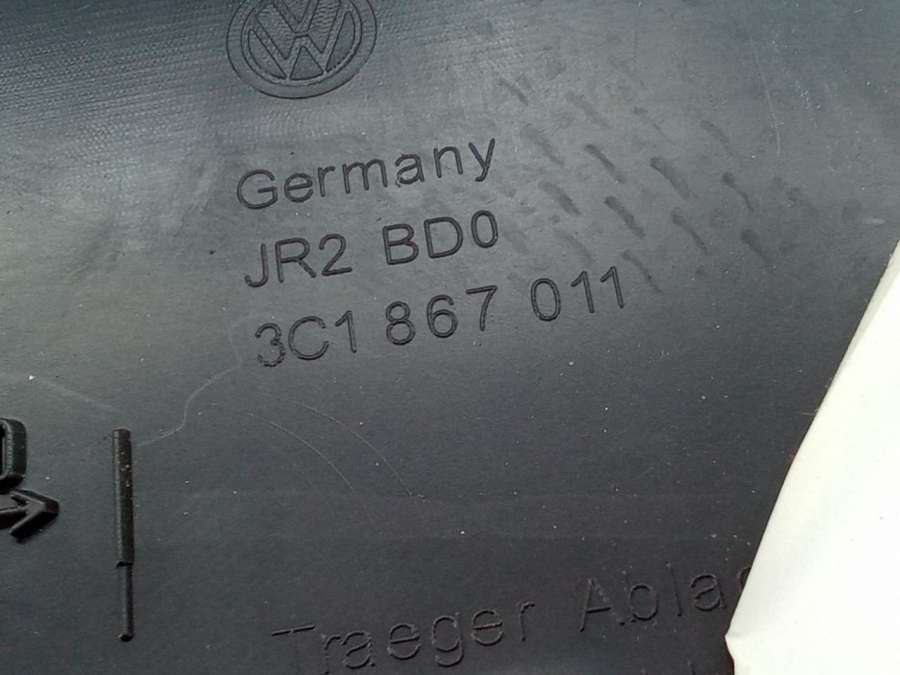 Germany
JR2 BD0
3C1 867 011
Traeger